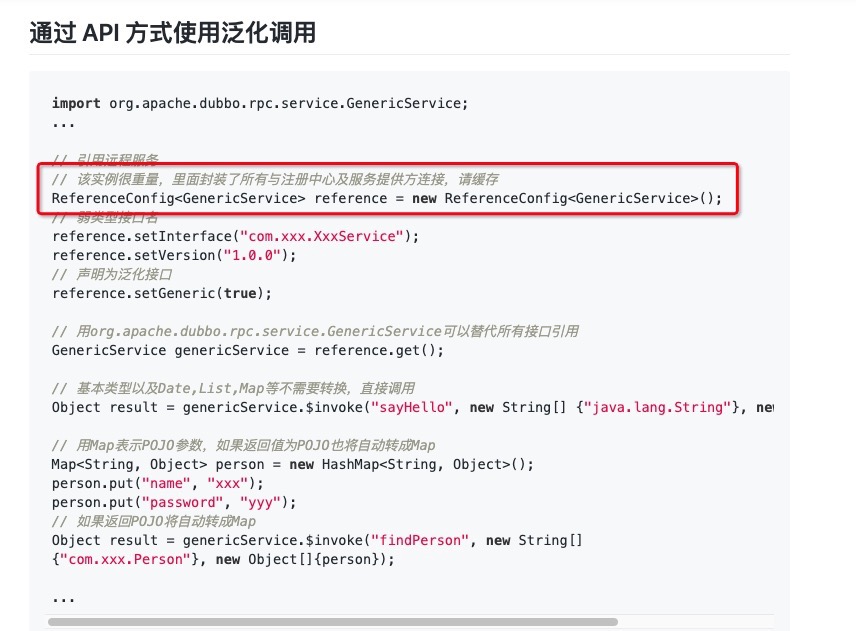 通过 API 方式使用泛化调用
import org.apache.dubbo.rpc.service.GenericService;
...
// 引用远程服务
// 该实例很重量，里面封装了所有与注册中心及服务提供方连接，请缓存
ReferenceConfig<GenericService> reference = new ReferenceConfig<GenericService>();
// 弱类型接口名
reference.setInterface("com.xxx.XxxService");
reference.setVersion("1.0.0");
// 声明为泛化接口
reference.setGeneric(true);
// 用org.apache.dubbo.rpc.service.GenericService可以替代所有接口引用
GenericService genericService = reference.get();
// 基本类型以及Date,List,Map等不需要转换，直接调用
Object result = genericService.$invoke("sayHello", new String[] {"java.lang.String"},
// 用Map表示POJO参数，如果返回值为POJO也将自动转成Map
Map<String, Object> person = new HashMap<String, Object>();
person.put("name", "xxx");
person.put("password", "yyy");
// 如果返回POJO将自动转成Map
Object result = genericService.$invoke("findPerson", new String[]
{"com.xxx.Person"}, new Object[]{person});
...